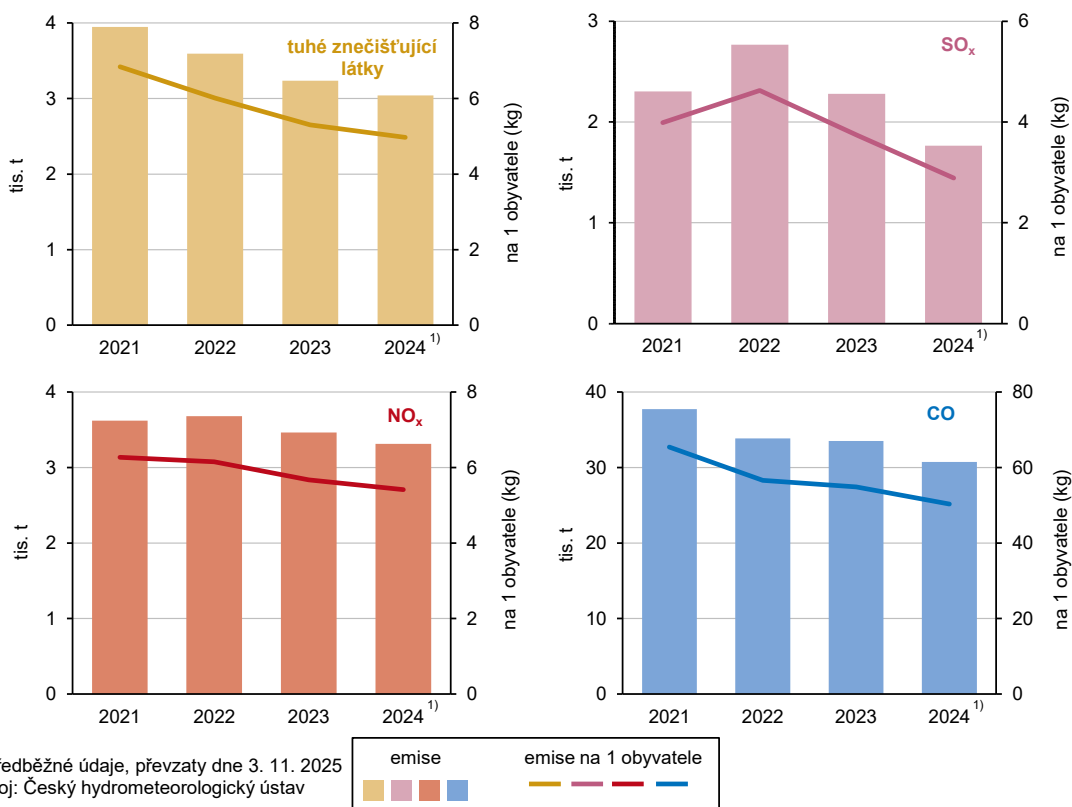 tuhé znečišťující
látky
tis. t
na 1 obyvatele (kg)
4
3
2
1
0
8
6
4
2
0
2021 2022 2023 2024 1)
SOx
tis. t
na 1 obyvatele (kg)
3
2
1
0
6
4
2
0
2021 2022 2023 2024 1)
NOx
tis. t
na 1 obyvatele (kg)
4
3
2
1
0
8
6
4
2
0
2021 2022 2023 2024 1)
CO
tis. t
na 1 obyvatele (kg)
40
30
20
10
0
80
60
40
20
0
2021 2022 2023 2024 1)
edběžné údaje, převzaty dne 3. 11. 2025
oj: Český hydrometeorologický ústav
emise emise na 1 obyvatele